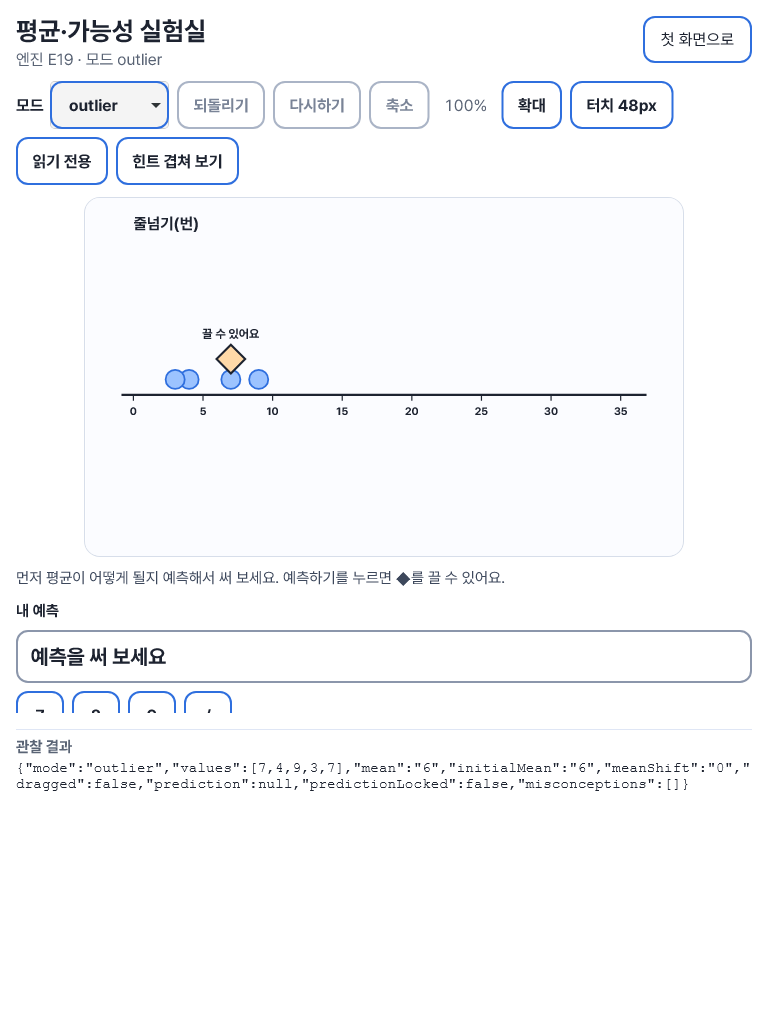 평균·가능성 실험실
엔진 E19 · 모드 outlier
첫 화면으로
모드 outlier 되돌리기 다시하기 축소 100% 확대 터치 48px
읽기 전용 힌트 겹쳐 보기
줄넘기(번)
끌 수 있어요
0 5 10 15 20 25 30 35
먼저 평균이 어떻게 될지 예측해서 써 보세요. 예측하기를 누르면 ◆를 끌 수 있어요.
내 예측
예측을 써 보세요
관찰 결과
{"mode":"outlier","values":[7,4,9,3,7],"mean":"6","initialMean":"6","meanShift":"0","
dragged":false,"prediction":null,"predictionLocked":false,"misconceptions":[]}